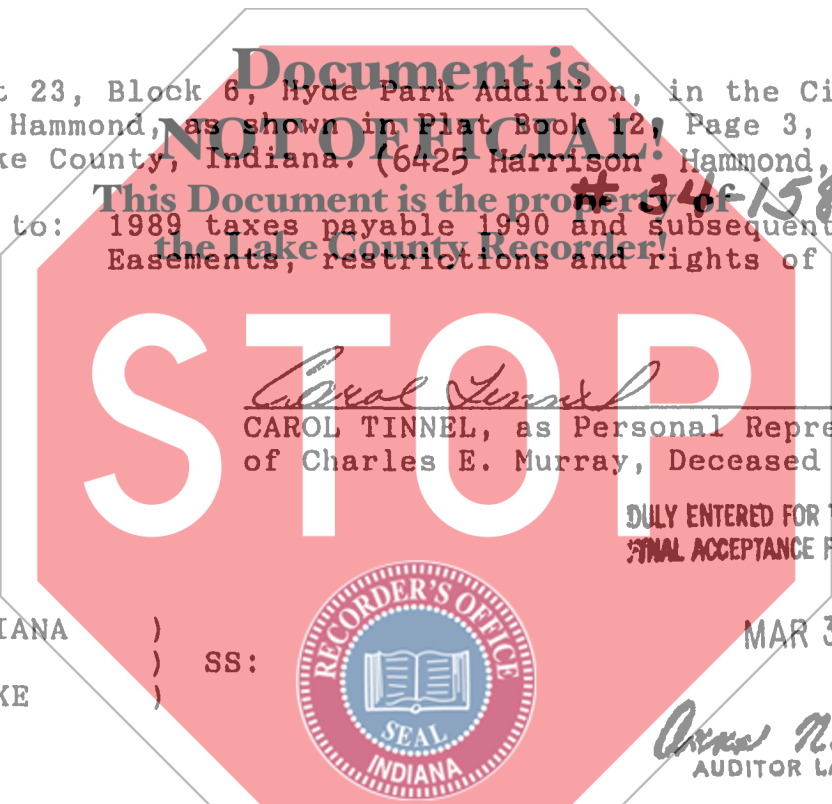 Document is
t 23, Block 6, Hyde Park Addition, in the Ci
Hammond, as shown in Plat Book 12, Page 3,
NOT OFFICIAL!
ke County, Indiana. (6425 Harrison Hammond,
This Document is the property of
# 34-158
to: 1989 taxes payable 1990 and subsequent
the Lake County Recorder!
Easements, restrictions and rights of
STOP
Carol Tinnel
CAROL TINNEL, as Personal Repre
of Charles E. Murray, Deceased
DULY ENTERED FOR T
FINAL ACCEPTANCE F
IANA )
) SS:
KE )
MAR 3
RECORDER'S OFFICE
SEAL
INDIANA
AUDITOR LA